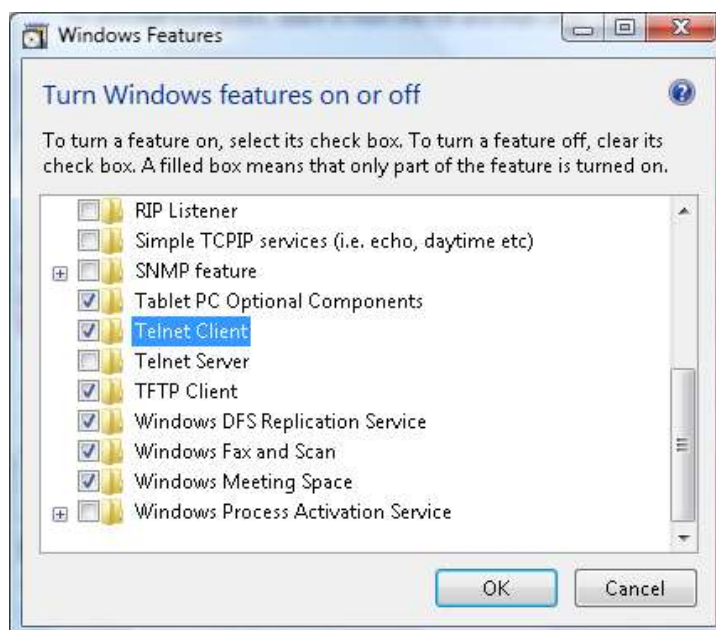 Windows Features
Turn Windows features on or off
To turn a feature on, select its check box. To turn a feature off, clear its
check box. A filled box means that only part of the feature is turned on.
RIP Listener
Simple TCPIP services (i.e. echo, daytime etc)
SNMP feature
Tablet PC Optional Components
Telnet Client
Telnet Server
TFTP Client
Windows DFS Replication Service
Windows Fax and Scan
Windows Meeting Space
Windows Process Activation Service
OK
Cancel